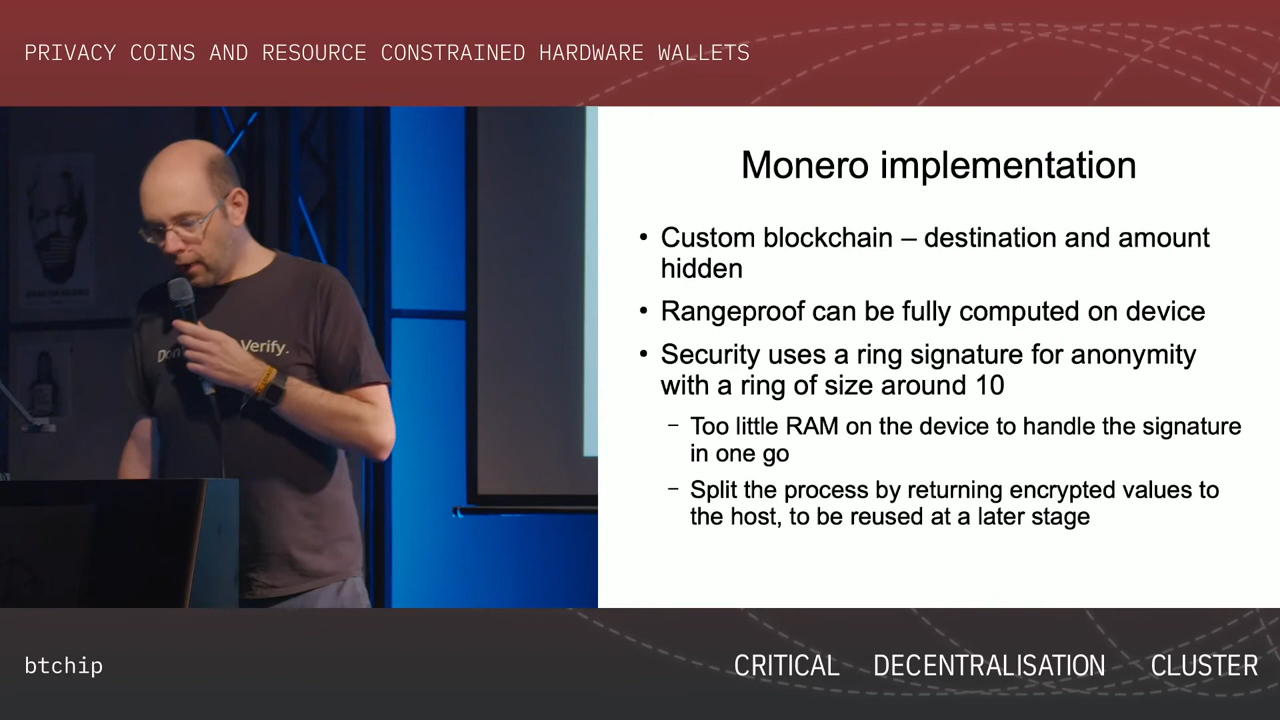 PRIVACY COINS AND RESOURCE CONSTRAINED HARDWARE WALLETS
Verify.
Monero implementation
• Custom blockchain – destination and amount
hidden
• Rangeproof can be fully computed on device
• Security uses a ring signature for anonymity
with a ring of size around 10
– Too little RAM on the device to handle the signature
in one go
– Split the process by returning encrypted values to
the host, to be reused at a later stage
btchip
CRITICAL DECENTRALISATION CLUSTER